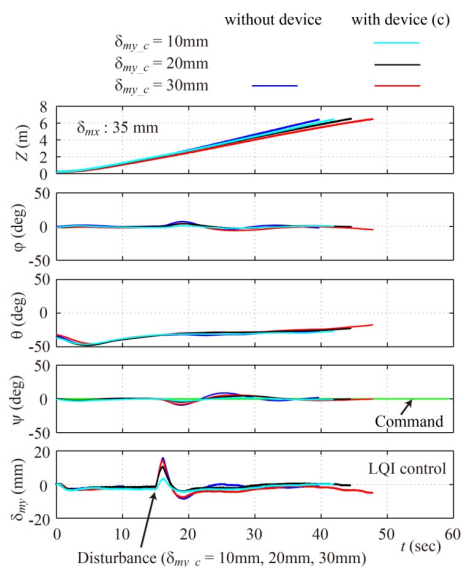 without device with device (c)
δmy_c = 10mm
δmy_c = 20mm
δmy_c = 30mm
8
6
4
2
0
Z (m)
δmx : 35 mm
50
0
-50
φ (deg)
50
0
-50
θ (deg)
50
0
-50
ψ (deg)
Command
20
0
-20
δmy (mm)
LQI control
0 10 20 30 40 50 60
t (sec)
Disturbance (δmy_c = 10mm, 20mm, 30mm)